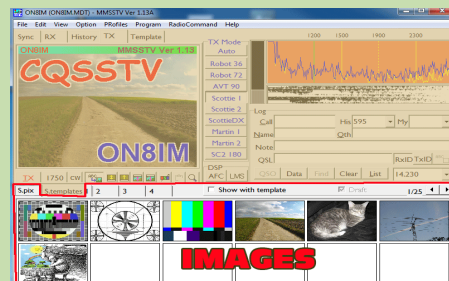 ON8IM (ON8IM.MDT) - MMSSTV Ver 1.13A
File Edit View Option PRofiles Program RadioCommand Help
Sync RX History TX Template
ON8IM MMSSTV Ver 1.13
CQSSTV
ON8IM
TX Mode
Auto
Robot 36
Robot 72
AVT 90
Scottie 1
Scottie 2
ScottieDX
Martin 1
Martin 2
SC2 180
DSP
AFC LMS
1200 1500 1900 2300
Log
Call His 595 My
Name Qth
Note
QSL RxID TxID
QSO Data Find Clear List 14.230
TX 1750 CW
S.pix S.templates 2 3 4 Show with template Draft 1/25
IMAGES